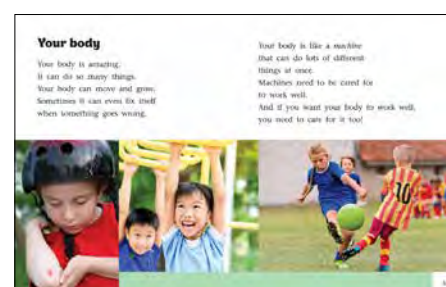 Your body
Your body is amazing.
It can do so many things.
Your body can move and grow.
Sometimes it can even fix itself
when something goes wrong.
Your body is like a machine
that can do lots of different
things at once.
Machines need to be cared for
to work well.
And if you want your body to work well,
you need to care for it too!
10